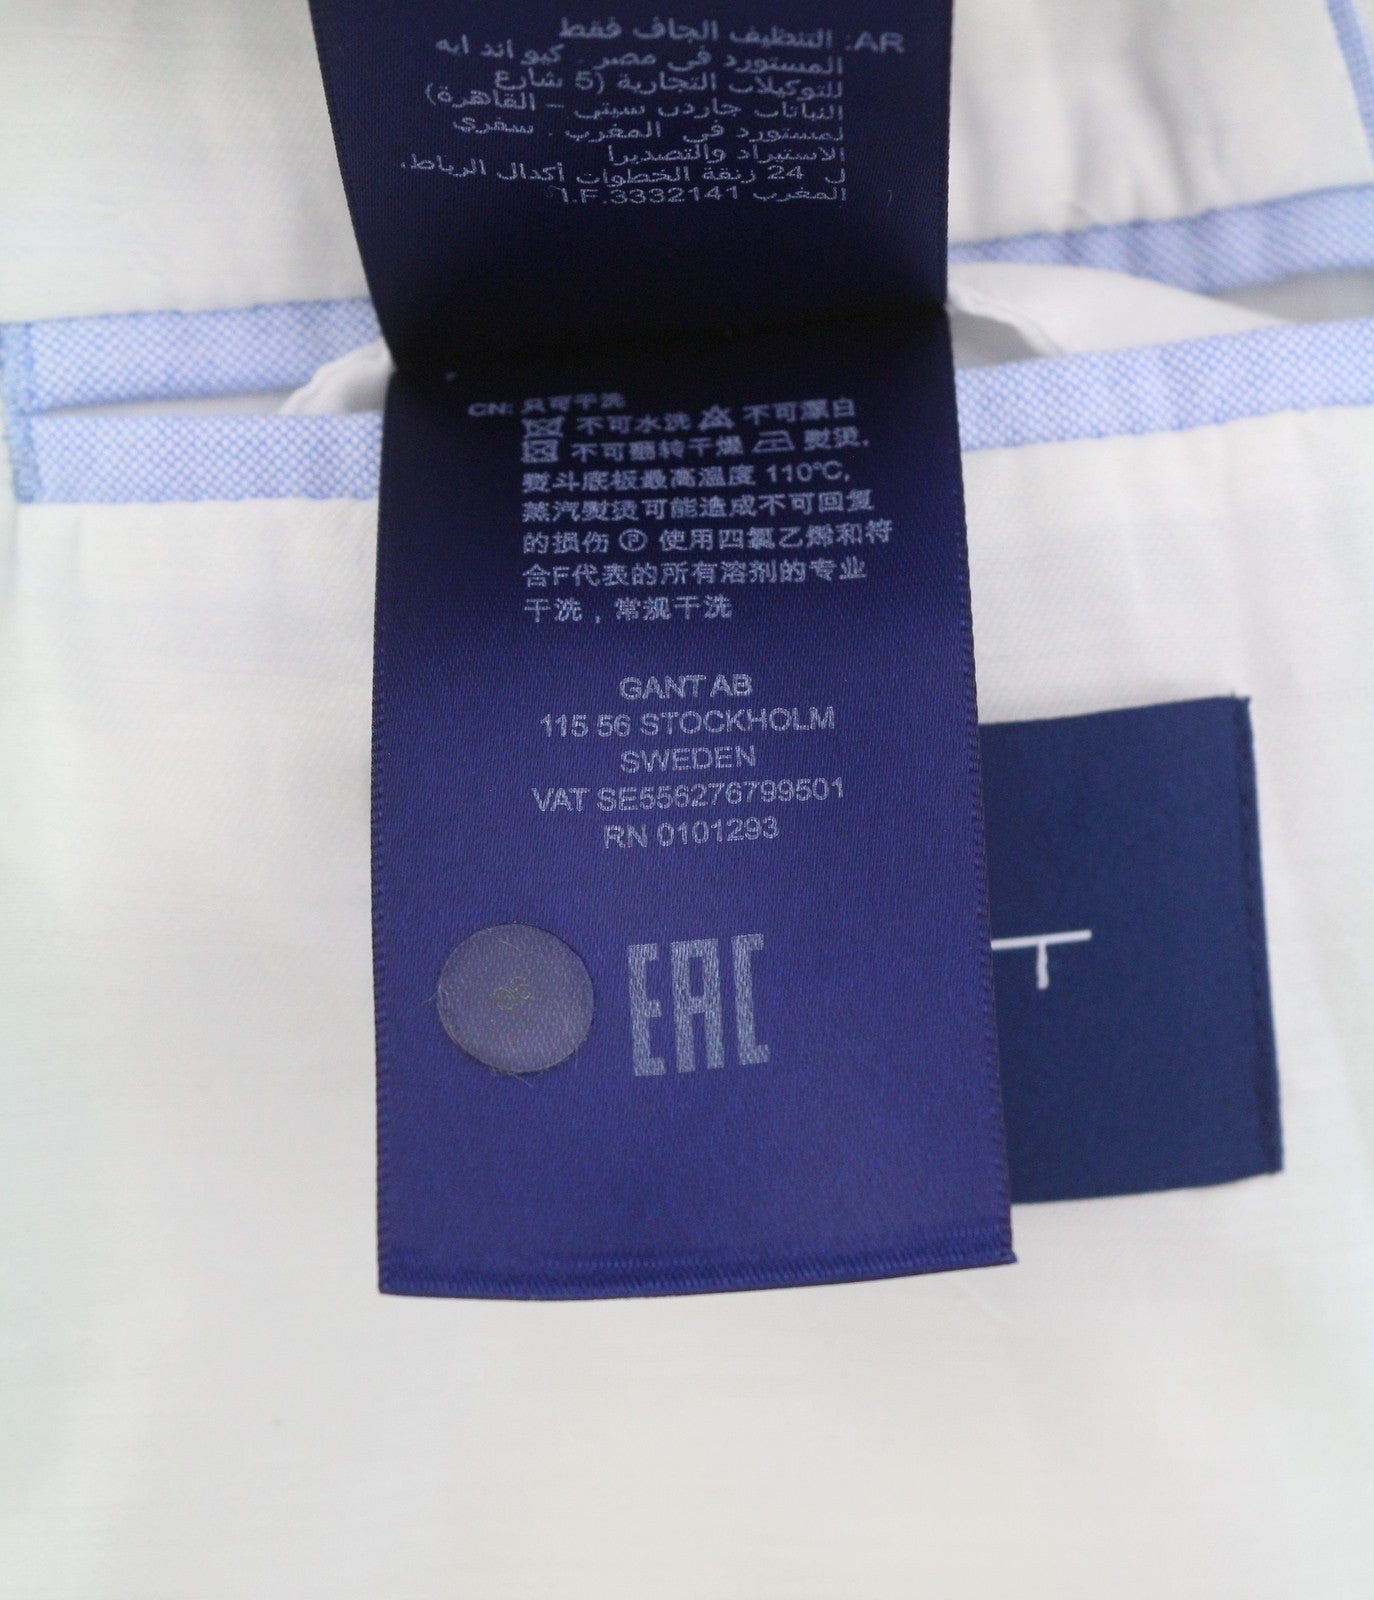 AR: التنظيف الجاف فقط
المستورد في مصر. كيو اند ايه
للتوكيلات التجارية (5 شارع
النباتات جاردن سيتي – القاهرة)
لمستورد في المغرب. سفري
الاستيراد والتصديرا
ل 24 زنقة الخطوات أكدال الرباط،
المغرب I.F.3332141
CN: 只可干洗
不可水洗 不可漂白
不可翻转干燥 熨烫,
熨斗底板最高温度 110°C,
蒸汽熨烫可能造成不可回复
的损伤 Ⓟ 使用四氯乙烯和符
合F代表的所有溶剂的专业
干洗，常规干洗
GANT AB
115 56 STOCKHOLM
SWEDEN
VAT SE556276799501
RN 0101293
06
EAC
T